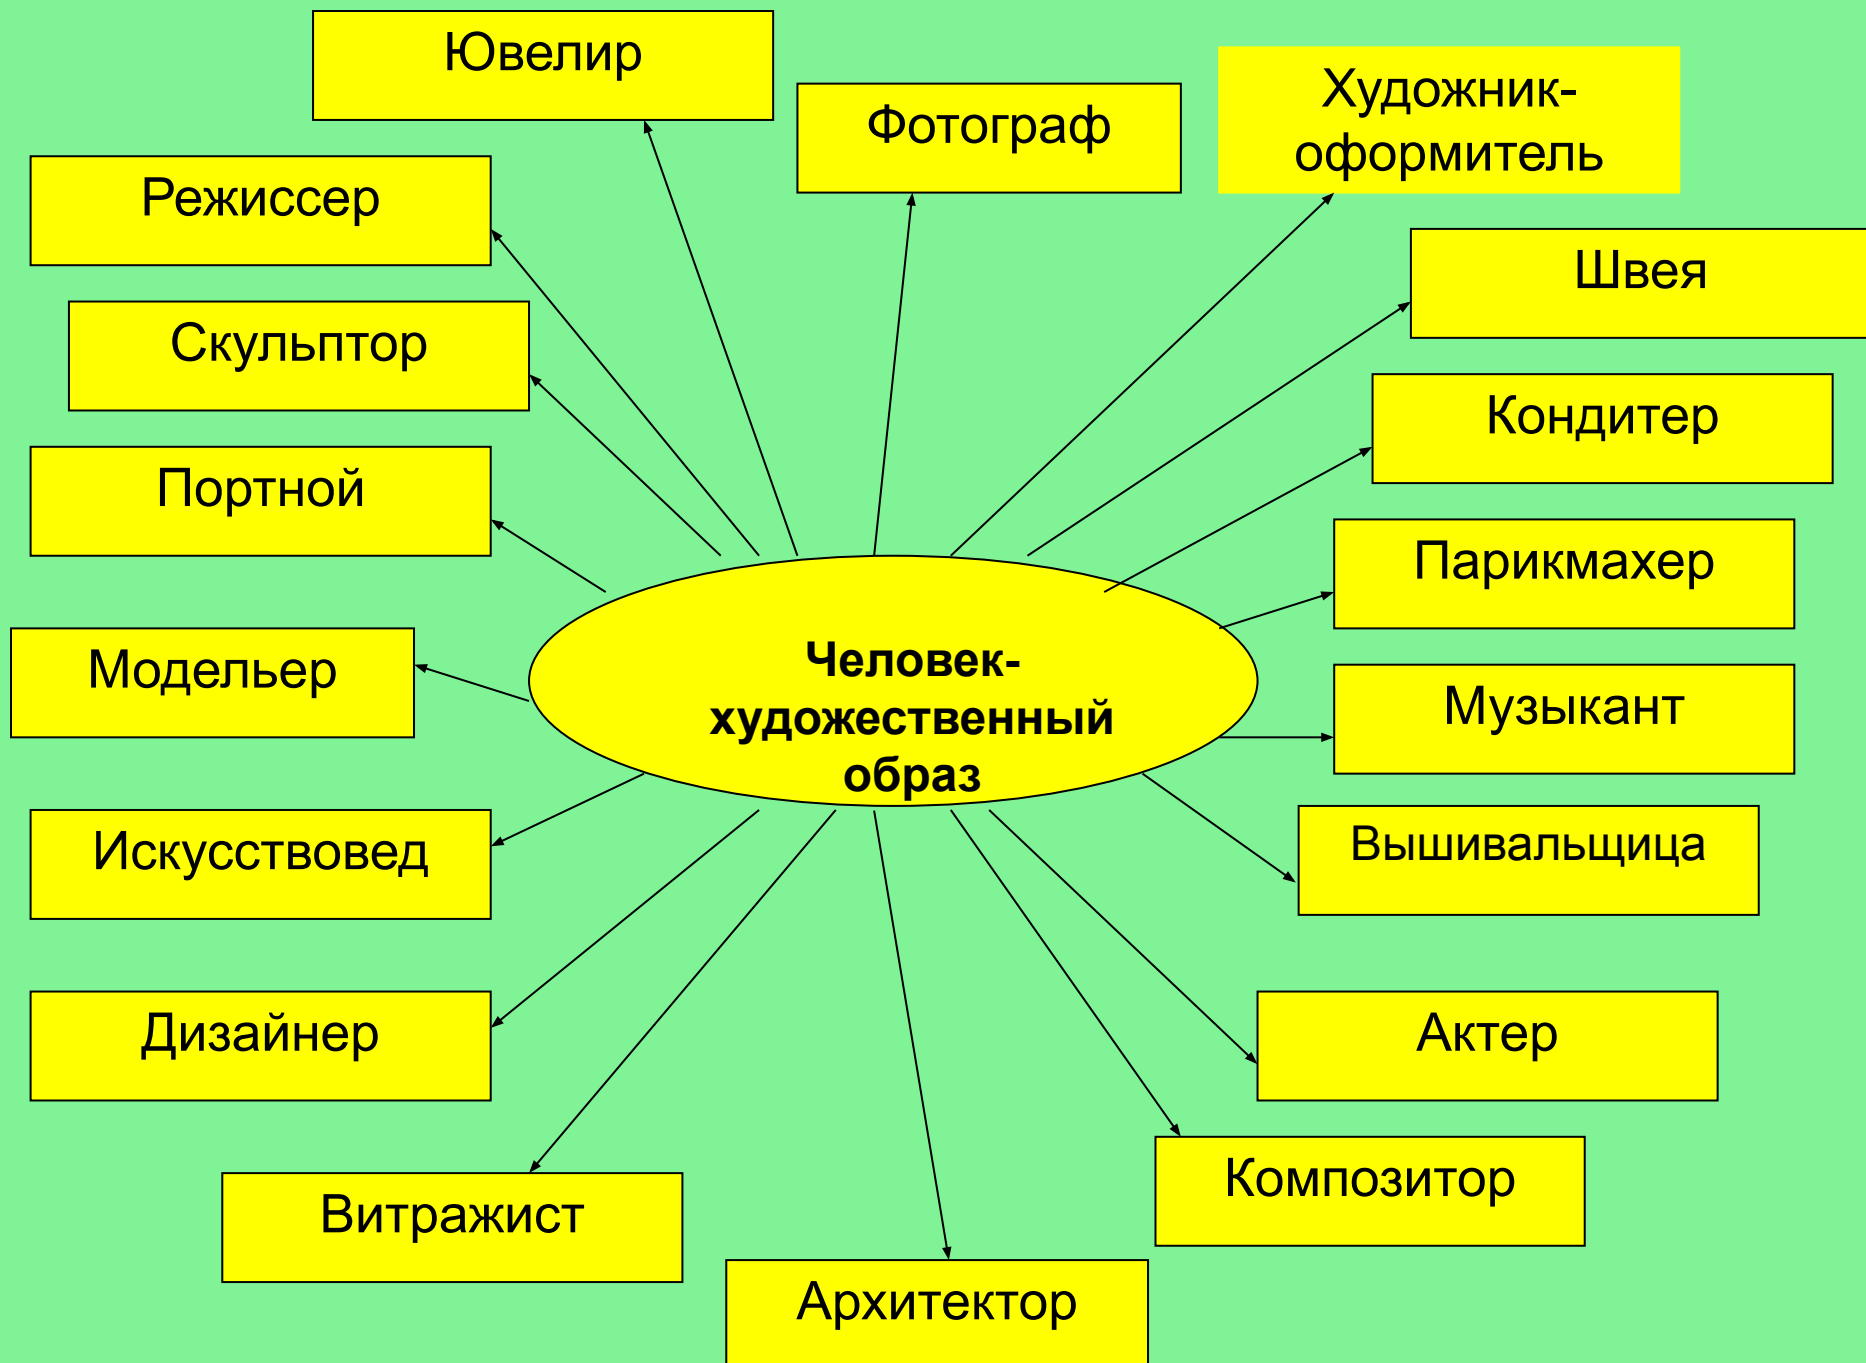 Ювелир
Фотограф
Художник-
оформитель
Режиссер
Швея
Скульптор
Кондитер
Портной
Парикмахер
Модельер
Человек-
художественный
образ
Музыкант
Искусствовед
Вышивальщица
Дизайнер
Актер
Витражист
Композитор
Архитектор